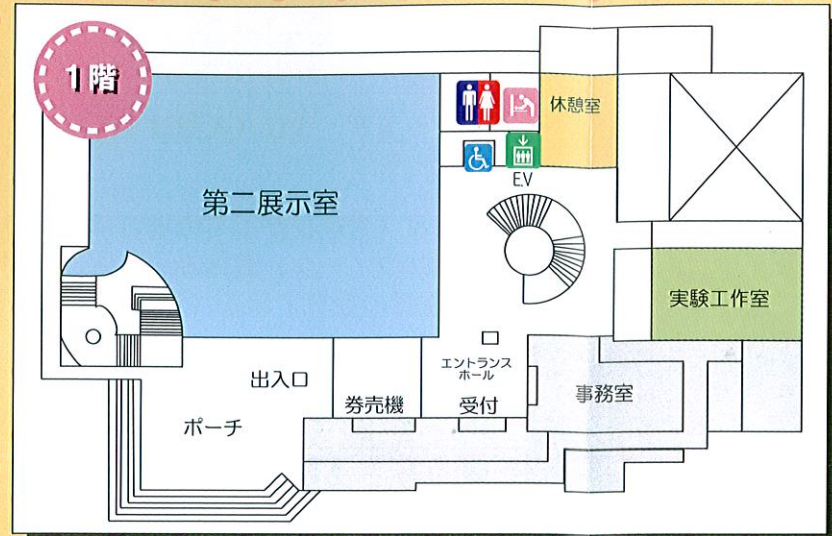 1階
休憩室
EV
第二展示室
実験工作室
エントランス
ホール
出入口
事務室
券売機
受付
ポーチ